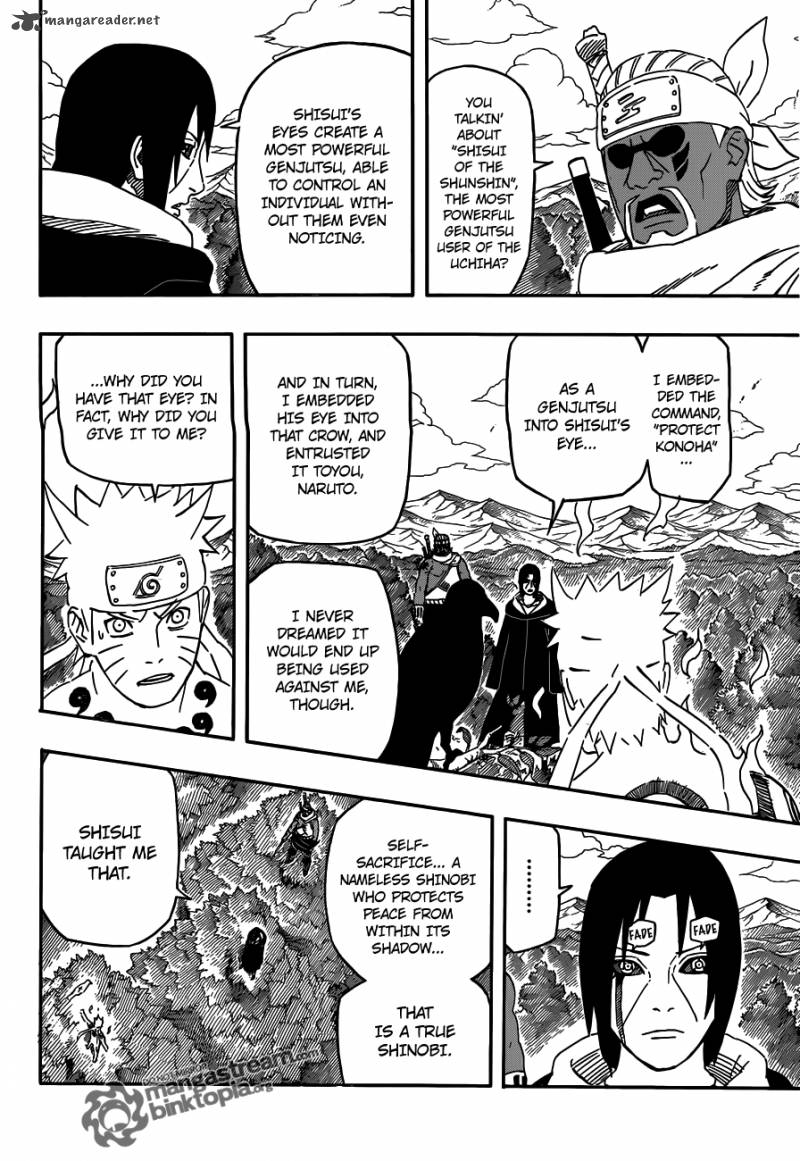 mangareader.net
YOU
TALKIN'
ABOUT
"SHISUI
OF THE
SHUNSHIN",
THE MOST
POWERFUL
GENJUTSU
USER OF THE
UCHIHA?
SHISUI'S
EYES CREATE A
MOST POWERFUL
GENJUTSU, ABLE
TO CONTROL AN
INDIVIDUAL WITH-
OUT THEM EVEN
NOTICING.
I EMBED-
DED THE
COMMAND,
"PROTECT
KONOHA"
...
AS A
GENJUTSU
INTO SHISUI'S
EYE...
AND IN TURN,
I EMBEDDED
HIS EYE INTO
THAT CROW, AND
ENTRUSTED
IT TOYOU,
NARUTO.
I NEVER
DREAMED IT
WOULD END UP
BEING USED
AGAINST ME,
THOUGH.
...WHY DID YOU
HAVE THAT EYE? IN
FACT, WHY DID YOU
GIVE IT TO ME?
.........
FADE
FADE
SELF-
SACRIFICE... A
NAMELESS SHINOBI
WHO PROTECTS
PEACE FROM
WITHIN ITS
SHADOW...
THAT
IS A TRUE
SHINOBI.
SHISUI
TAUGHT ME
THAT.
mangastream.com
binktopia.org